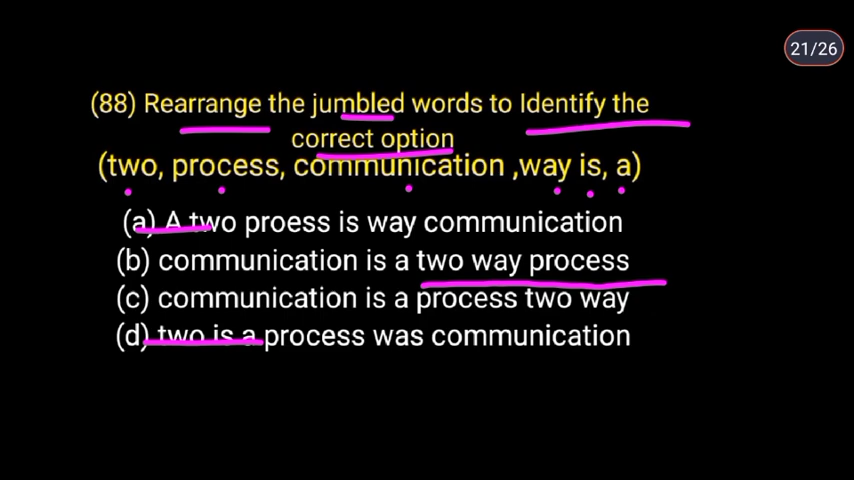 21/26
(88) Rearrange the jumbled words to Identify the
correct option
(two, process, communication ,way is, a)
(a) A two proess is way communication
(b) communication is a two way process
(c) communication is a process two way
(d) two is a process was communication